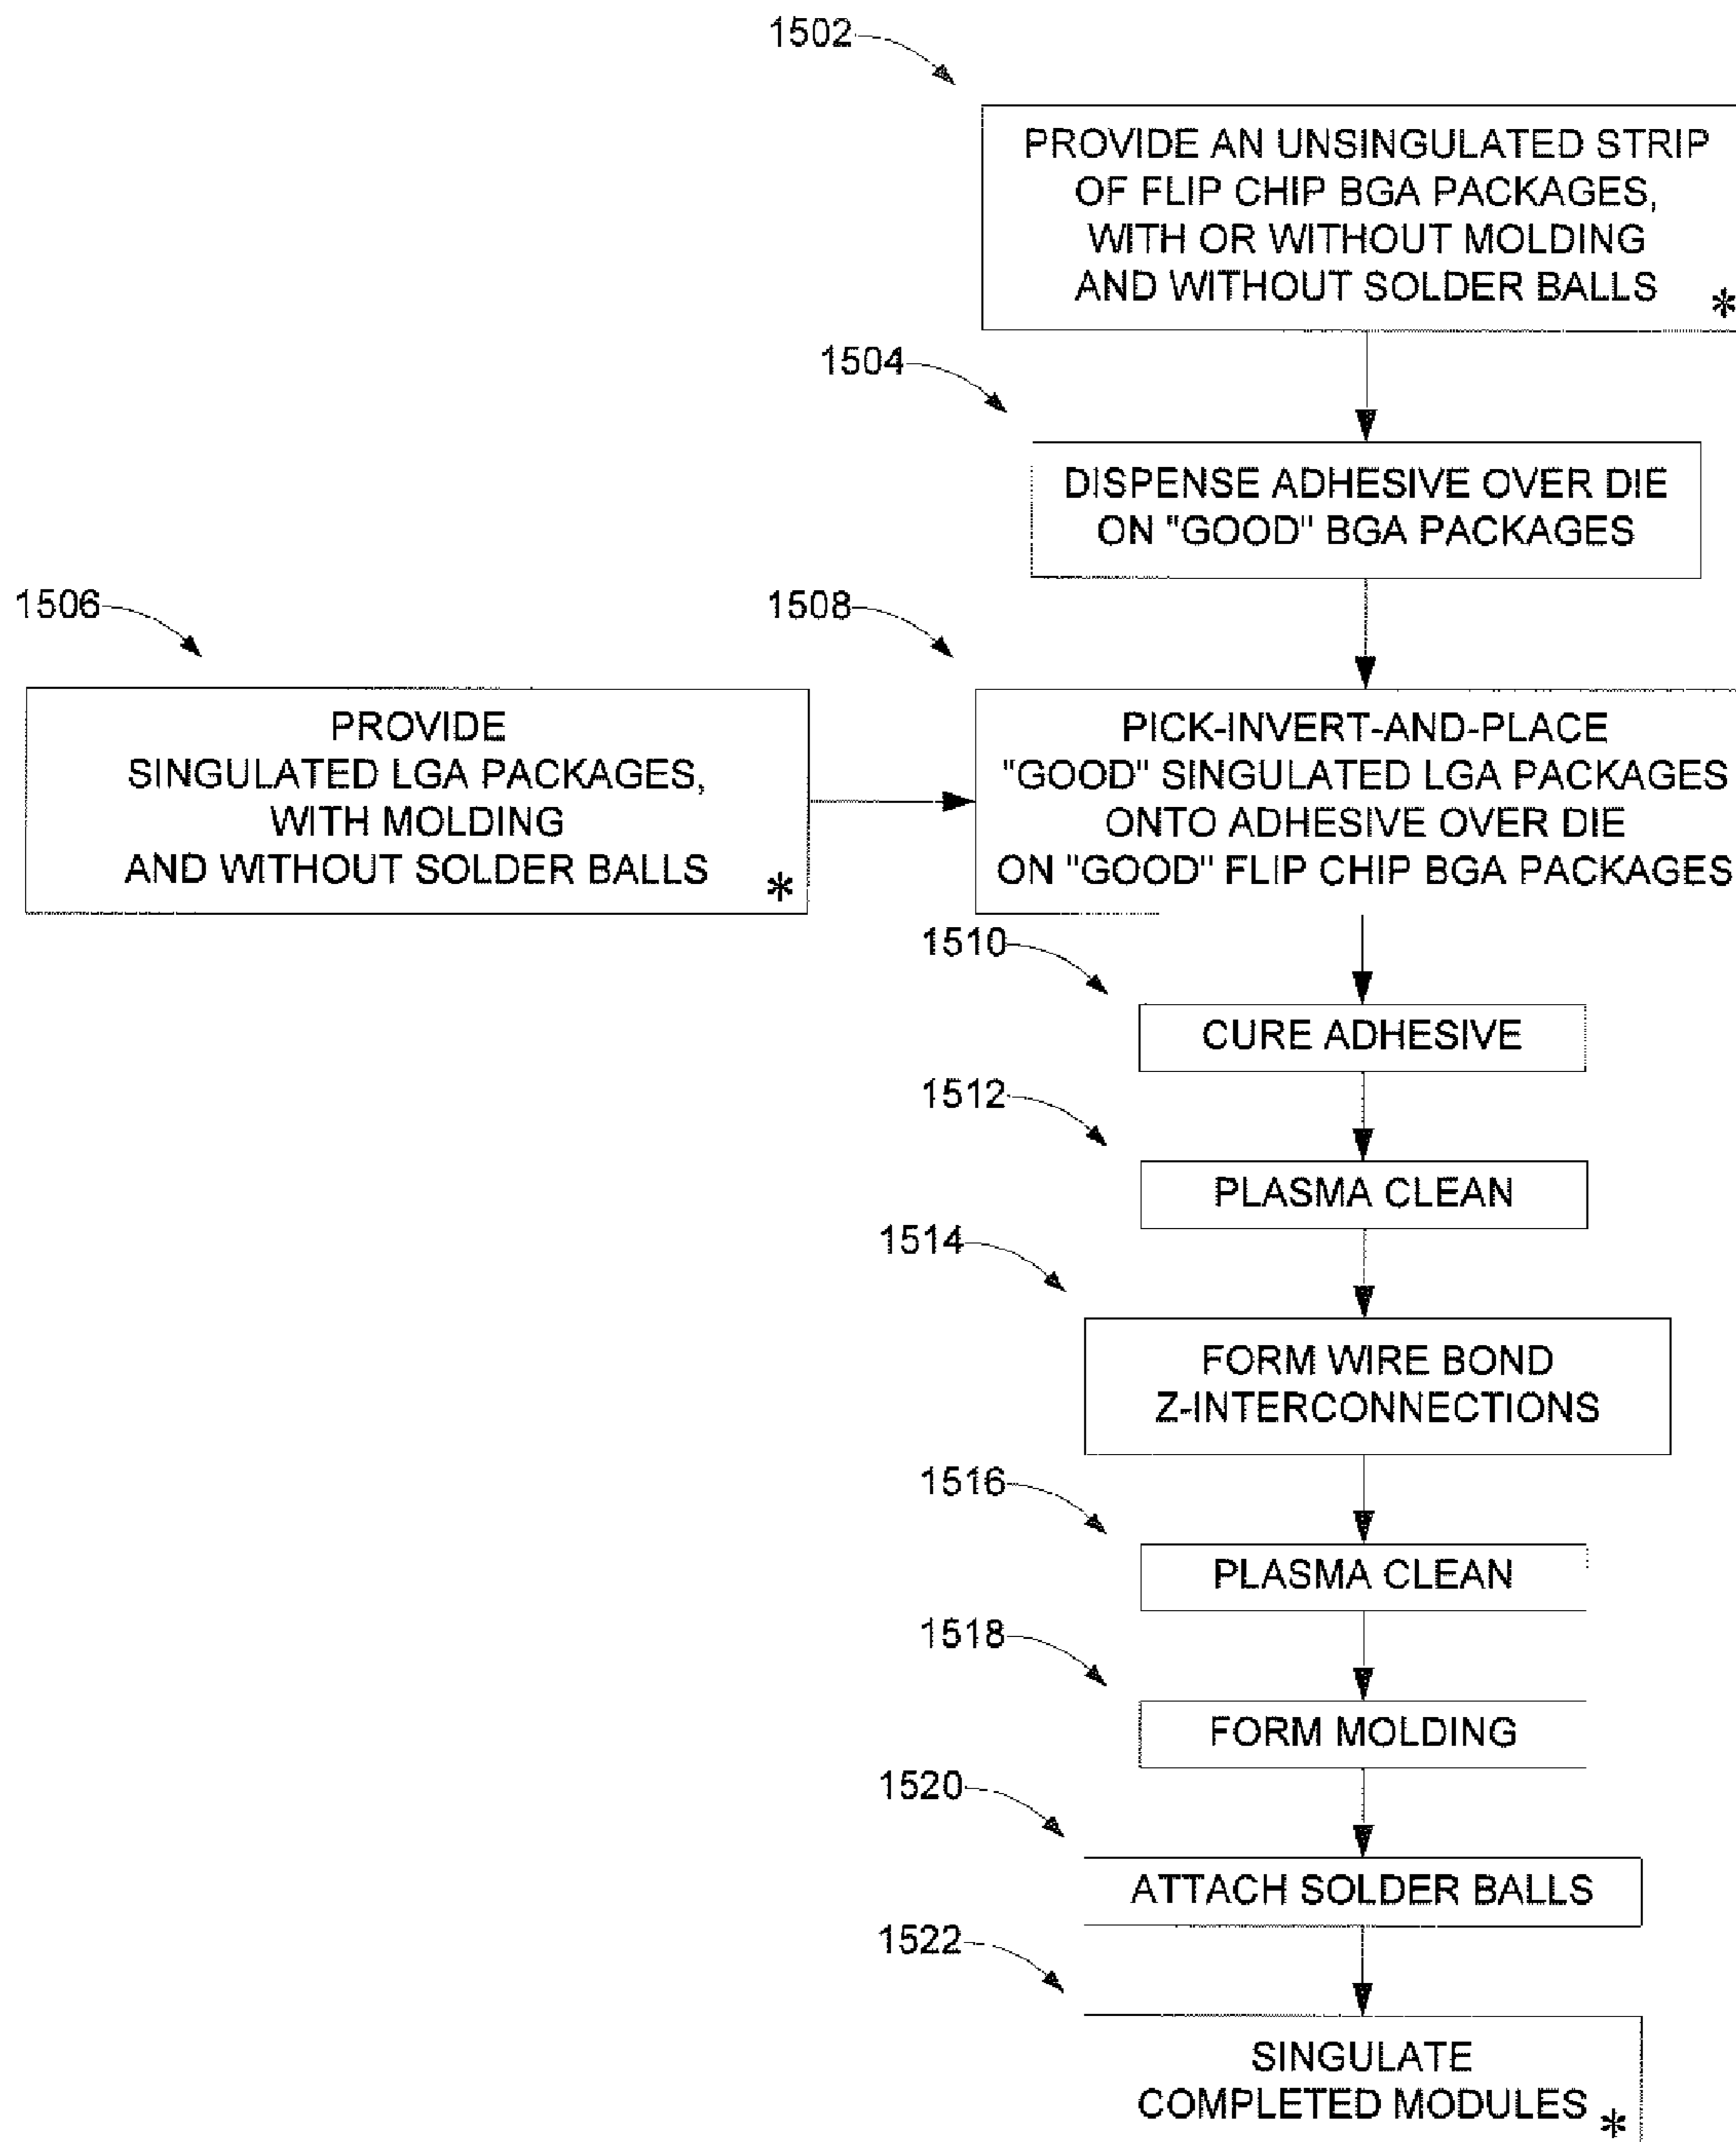 1502
PROVIDE AN UNSINGULATED STRIP
OF FLIP CHIP BGA PACKAGES,
WITH OR WITHOUT MOLDING
AND WITHOUT SOLDER BALLS *
1504
DISPENSE ADHESIVE OVER DIE
ON "GOOD" BGA PACKAGES
1506
PROVIDE
SINGULATED LGA PACKAGES,
WITH MOLDING
AND WITHOUT SOLDER BALLS *
1508
PICK-INVERT-AND-PLACE
"GOOD" SINGULATED LGA PACKAGES
ONTO ADHESIVE OVER DIE
ON "GOOD" FLIP CHIP BGA PACKAGES
1510
CURE ADHESIVE
1512
PLASMA CLEAN
1514
FORM WIRE BOND
Z-INTERCONNECTIONS
1516
PLASMA CLEAN
1518
FORM MOLDING
1520
ATTACH SOLDER BALLS
1522
SINGULATE
COMPLETED MODULES *